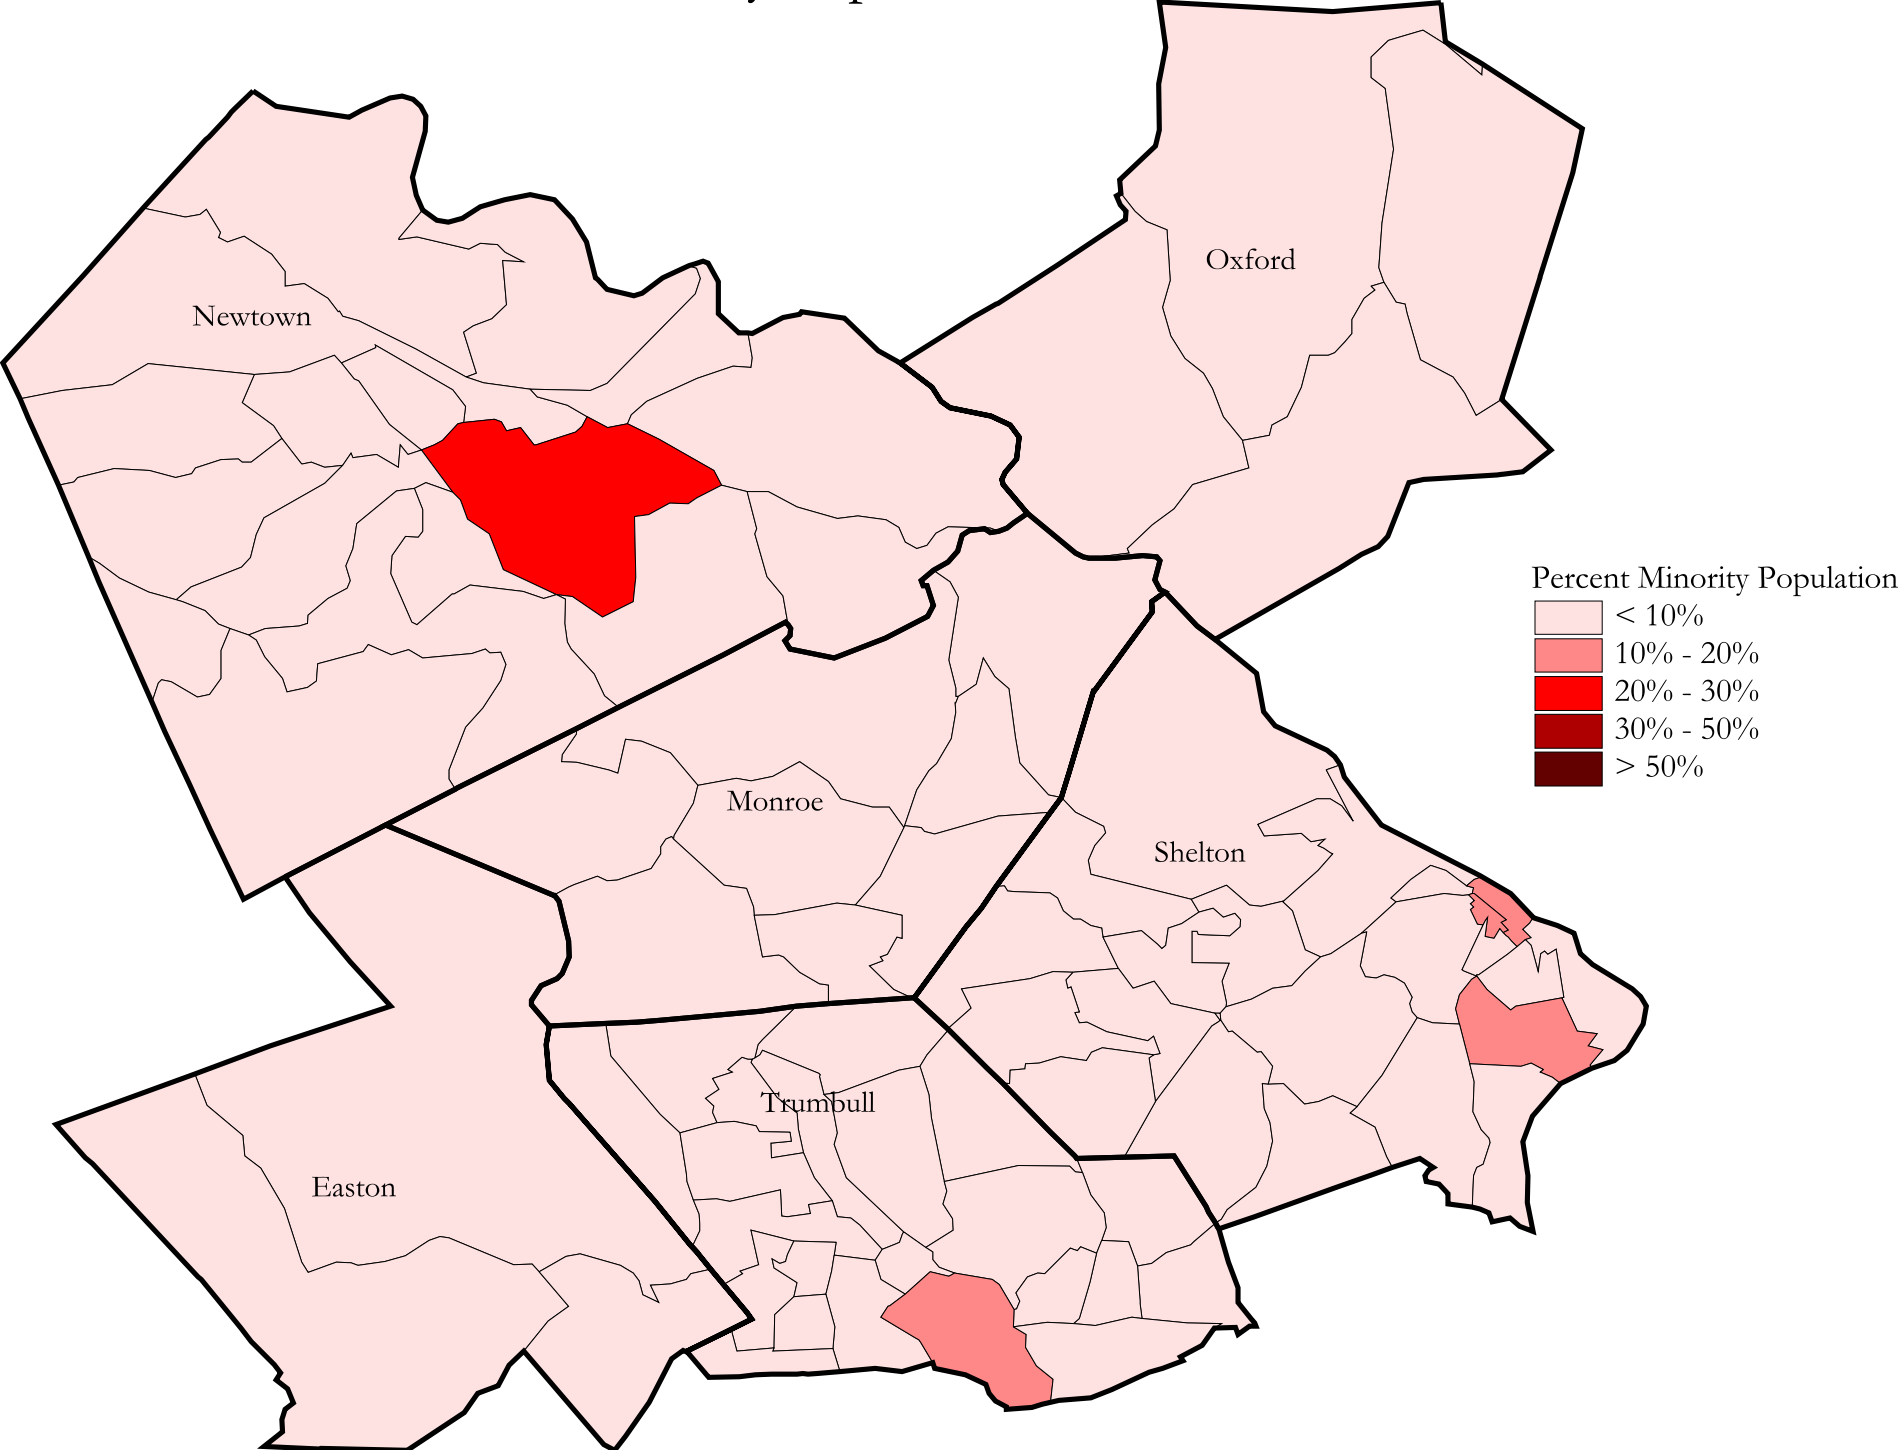 Oxford
Newtown
Percent Minority Population
< 10%
10% - 20%
20% - 30%
30% - 50%
> 50%
Monroe
Shelton
Trumbull
Easton